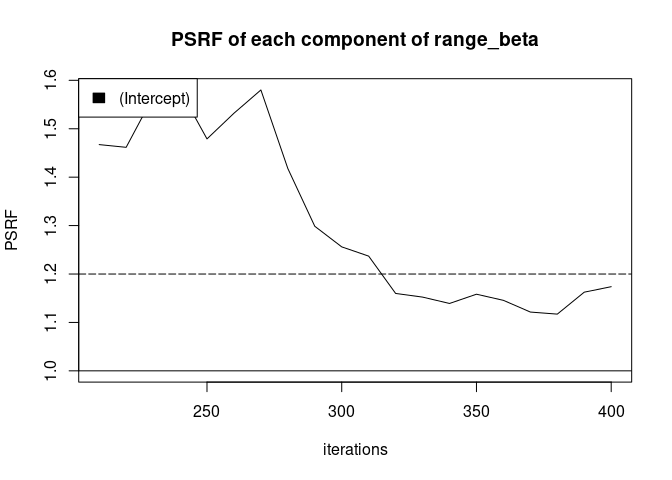 PSRF of each component of range_beta
(Intercept)
PSRF
1.6
1.5
1.4
1.3
1.2
1.1
1.0
250 300 350 400
iterations